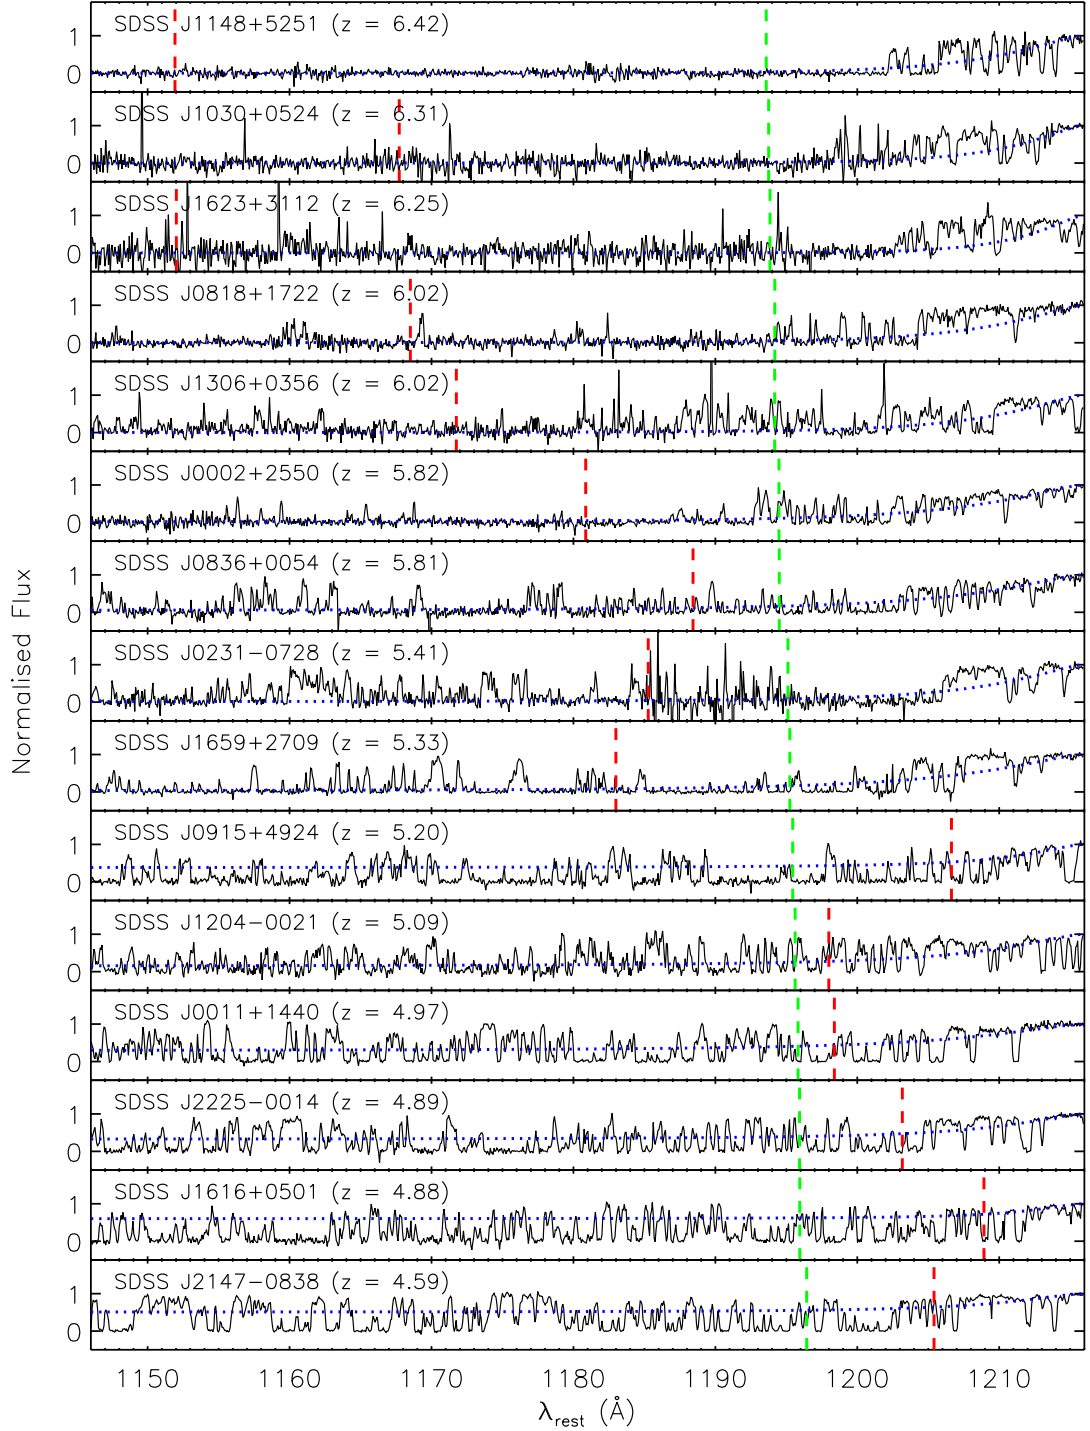 SDSS J1148+5251 (z = 6.42)
1
0
SDSS J1030+0524 (z = 6.31)
1
0
SDSS J1623+3112 (z = 6.25)
1
0
SDSS J0818+1722 (z = 6.02)
1
0
SDSS J1306+0356 (z = 6.02)
1
0
SDSS J0002+2550 (z = 5.82)
1
0
SDSS J0836+0054 (z = 5.81)
1
0
SDSS J0231-0728 (z = 5.41)
1
0
SDSS J1659+2709 (z = 5.33)
1
0
SDSS J0915+4924 (z = 5.20)
1
0
SDSS J1204-0021 (z = 5.09)
1
0
SDSS J0011+1440 (z = 4.97)
1
0
SDSS J2225-0014 (z = 4.89)
1
0
SDSS J1616+0501 (z = 4.88)
1
0
SDSS J2147-0838 (z = 4.59)
1
0
Normalised Flux
1150 1160 1170 1180 1190 1200 1210
λrest (Å)